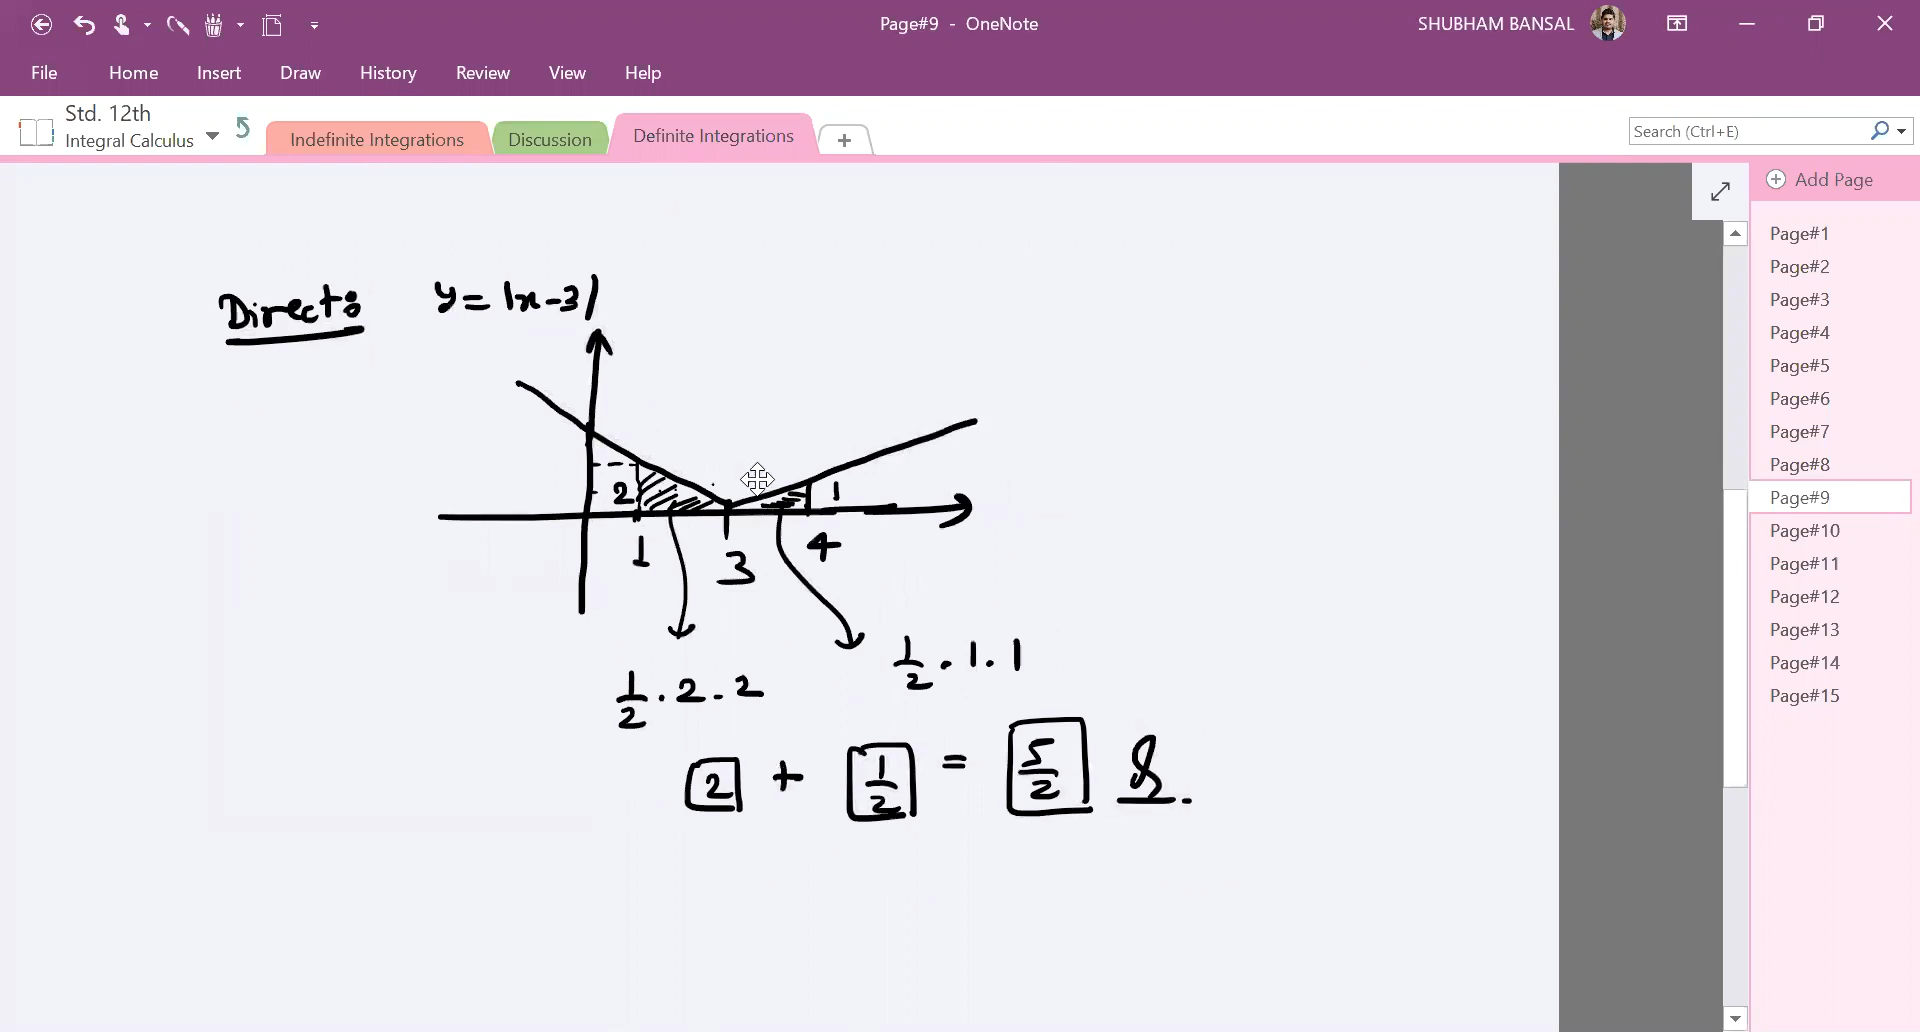 Page#9 - OneNote
SHUBHAM BANSAL
File Home Insert Draw History Review View Help
Std. 12th
Integral Calculus
Indefinite Integrations
Discussion
Definite Integrations
+
Search (Ctrl+E)
Add Page
Page#1
Page#2
Page#3
Page#4
Page#5
Page#6
Page#7
Page#8
Page#9
Page#10
Page#11
Page#12
Page#13
Page#14
Page#15
Direct:
y = |x-3|
2
1
1
3
4
1/2 . 1 . 1
1/2 . 2 . 2
2 + 1/2 = 5/2